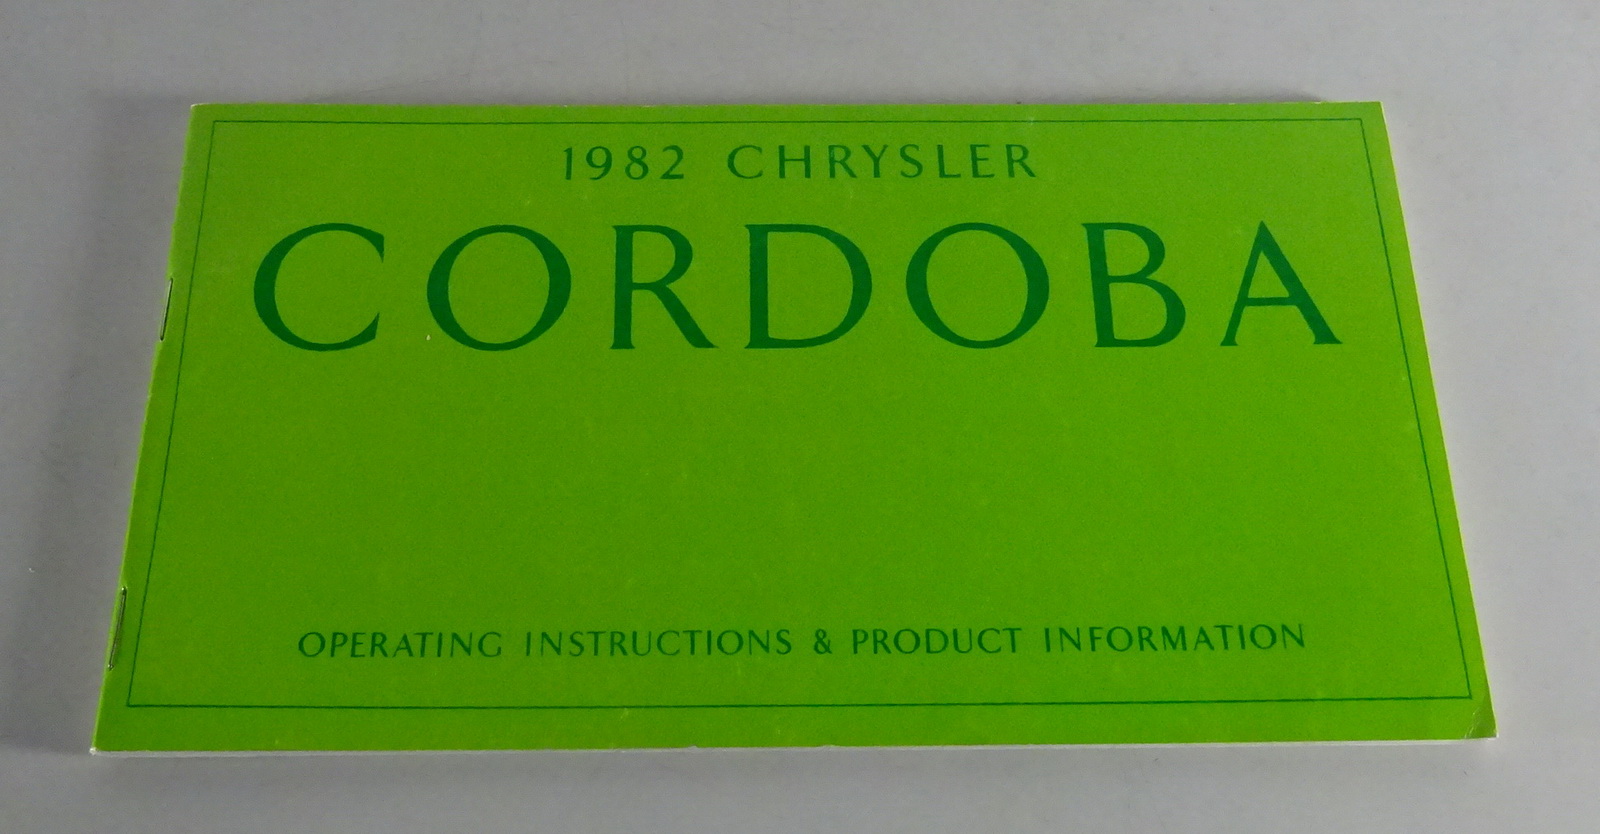 1982 CHRYSLER
CORDOBA
OPERATING INSTRUCTIONS & PRODUCT INFORMATION